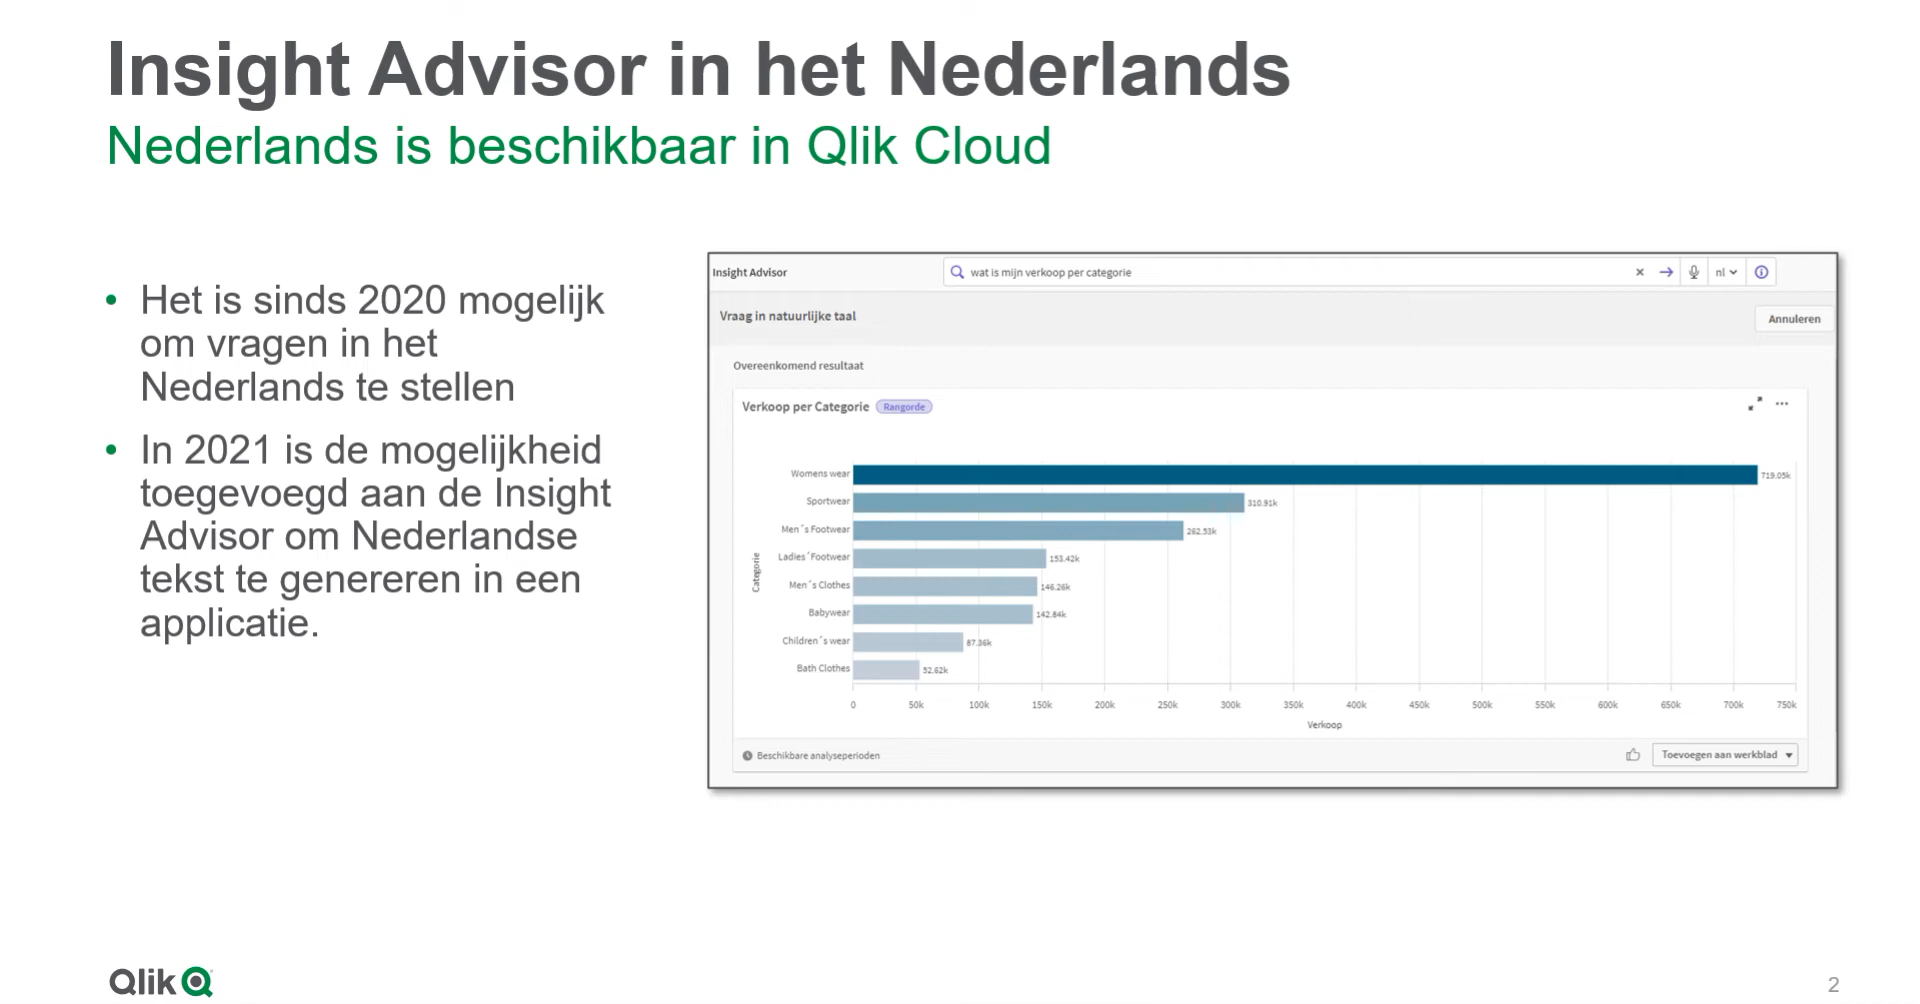 Insight Advisor in het Nederlands
Nederlands is beschikbaar in Qlik Cloud
• Het is sinds 2020 mogelijk
om vragen in het
Nederlands te stellen
• In 2021 is de mogelijkheid
toegevoegd aan de Insight
Advisor om Nederlandse
tekst te genereren in een
applicatie.
Insight Advisor
wat is mijn verkoop per categorie
nl
Vraag in natuurlijke taal
Annuleren
Overeenkomend resultaat
Verkoop per Categorie Rangorde
Categorie
Womens wear 719.05k
Sportwear 310.91k
Men´s Footwear 262.53k
Ladies´Footwear 153.42k
Men´s Clothes 146.26k
Babywear 142.84k
Children´s wear 87.36k
Bath Clothes 52.62k
0 50k 100k 150k 200k 250k 300k 350k 400k 450k 500k 550k 600k 650k 700k 750k
Verkoop
Beschikbare analyseperioden
Toevoegen aan werkblad
Qlik
2